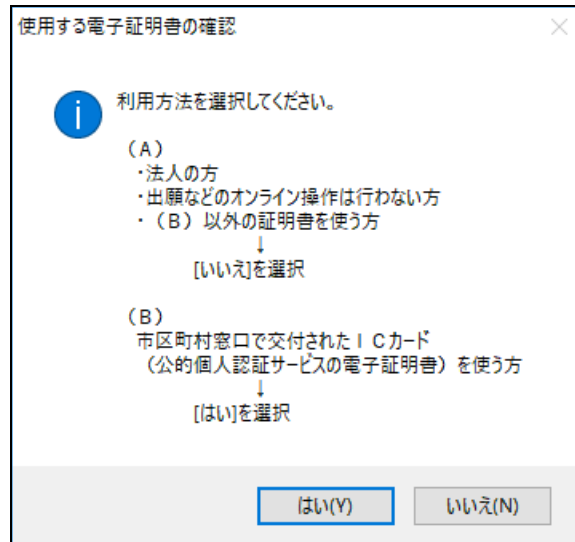 使用する電子証明書の確認
利用方法を選択してください。
（A）
・法人の方
・出願などのオンライン操作は行わない方
・（B）以外の証明書を使う方
↓
[いいえ]を選択
（B）
市区町村窓口で交付されたＩＣカード
（公的個人認証サービスの電子証明書）を使う方
↓
[はい]を選択
はい(Y)
いいえ(N)